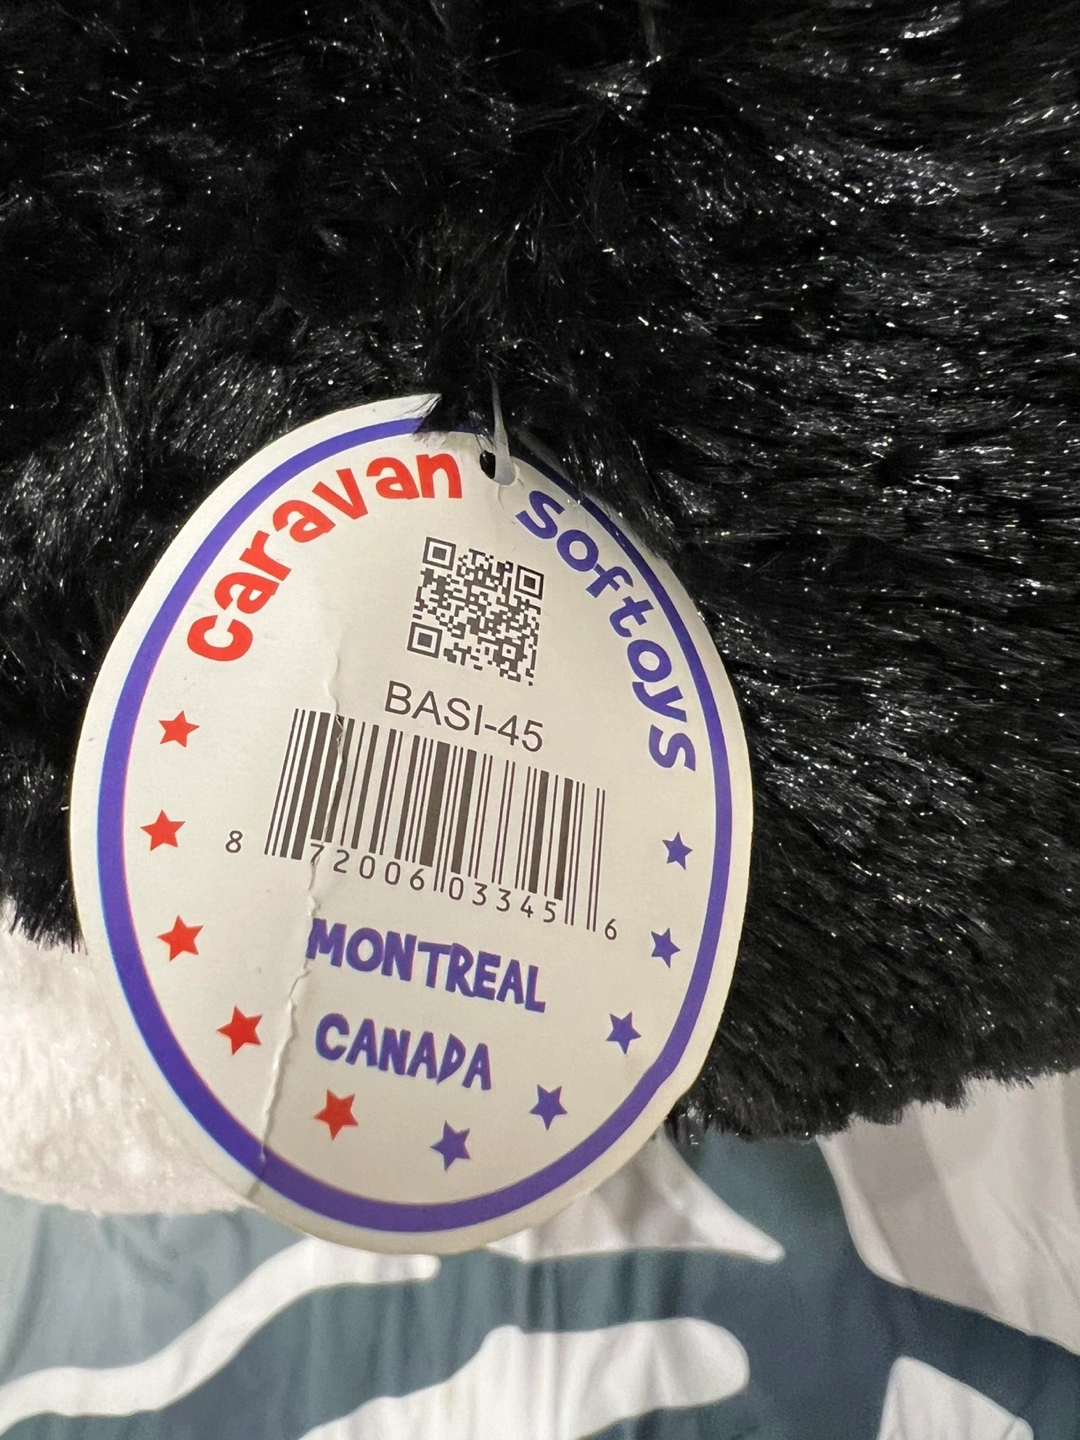 caravan softoys
BASI-45
8 72006 03345 6
MONTREAL
CANADA